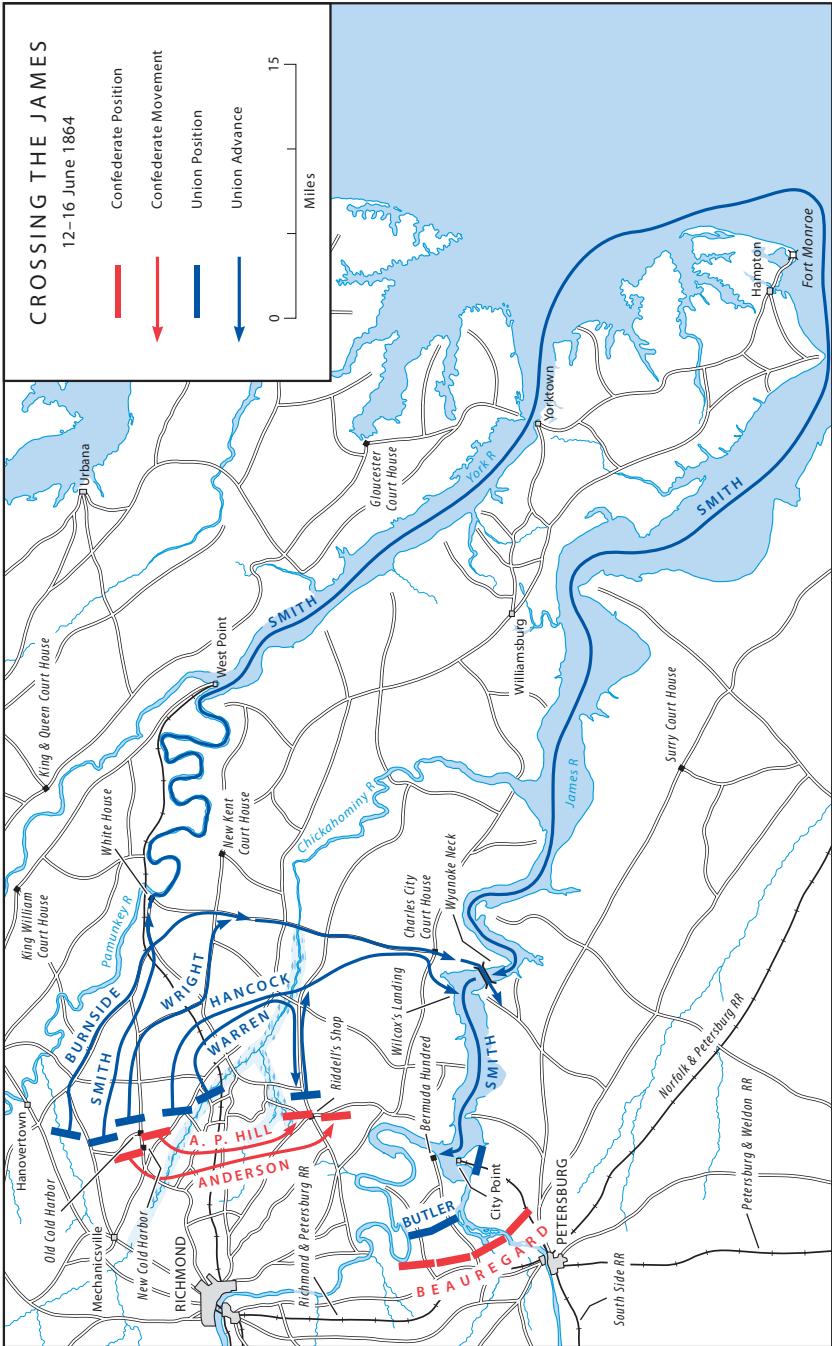 CROSSING THE JAMES
12–16 June 1864
Confederate Position
Confederate Movement
Union Position
Union Advance
0
15
Miles
Urbana
King & Queen Court House
King William
Court House
Gloucester
Court House
West Point
White House
Pamunkey R
York R
SMITH
New Kent
Court House
Yorktown
Hampton
Fort Monroe
Williamsburg
Chickahominy R
SMITH
James R
Surry Court House
Hanovertown
BURNSIDE
SMITH
WRIGHT
HANCOCK
WARREN
Old Cold Harbor
New Cold Harbor
Mechanicsville
A. P. HILL
ANDERSON
Riddell's Shop
RICHMOND
Richmond & Petersburg RR
Charles City
Court House
Wyanoke Neck
Wilcox's Landing
Bermuda Hundred
SMITH
BUTLER
City Point
BEAUREGARD
PETERSBURG
Norfolk & Petersburg RR
Petersburg & Weldon RR
South Side RR